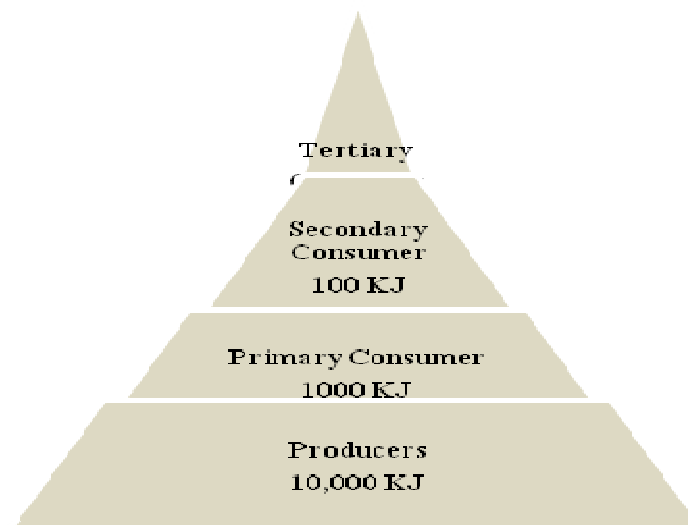 Tertiary
Secondary
Consumer
100 KJ
Primary Consumer
1000 KJ
Producers
10,000 KJ